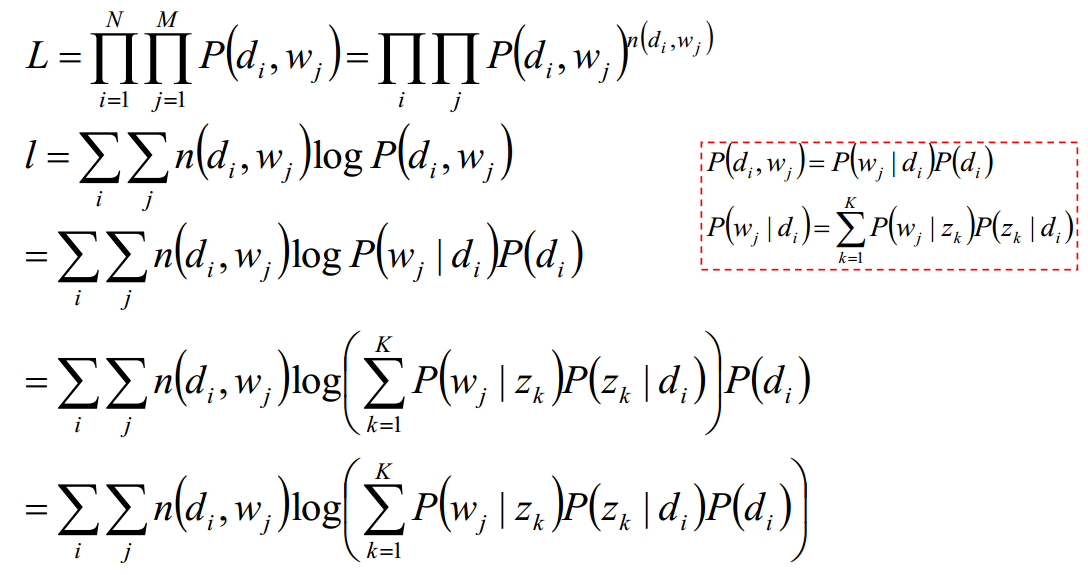 L = ∏_{i=1}^{N} ∏_{j=1}^{M} P(d_i, w_j) = ∏_i ∏_j P(d_i, w_j)^{n(d_i, w_j)}
l = ∑_i ∑_j n(d_i, w_j) log P(d_i, w_j)
P(d_i, w_j) = P(w_j | d_i)P(d_i)
P(w_j | d_i) = ∑_{k=1}^{K} P(w_j | z_k)P(z_k | d_i)
= ∑_i ∑_j n(d_i, w_j) log P(w_j | d_i)P(d_i)
= ∑_i ∑_j n(d_i, w_j) log(∑_{k=1}^{K} P(w_j | z_k)P(z_k | d_i))P(d_i)
= ∑_i ∑_j n(d_i, w_j) log(∑_{k=1}^{K} P(w_j | z_k)P(z_k | d_i)P(d_i))